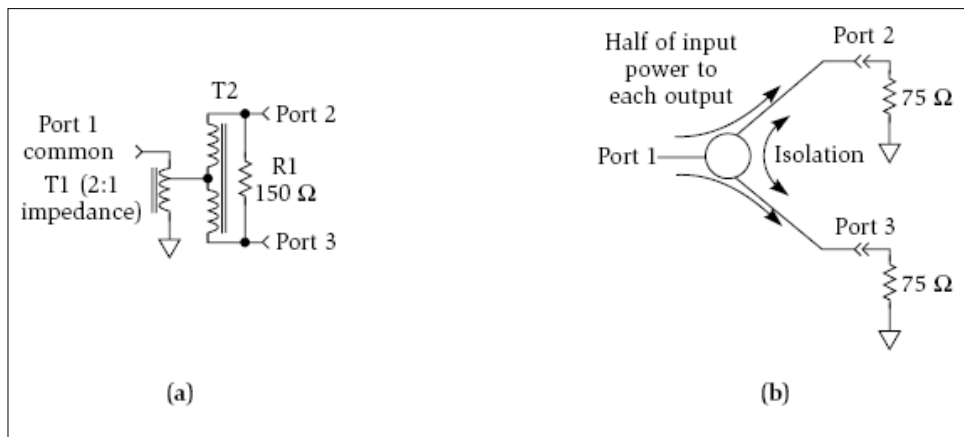 T2
Port 1
common
T1 (2:1
impedance)
Port 2
R1
150 Ω
Port 3
(a)
Half of input
power to
each output
Port 2
75 Ω
Port 1
Isolation
Port 3
75 Ω
(b)